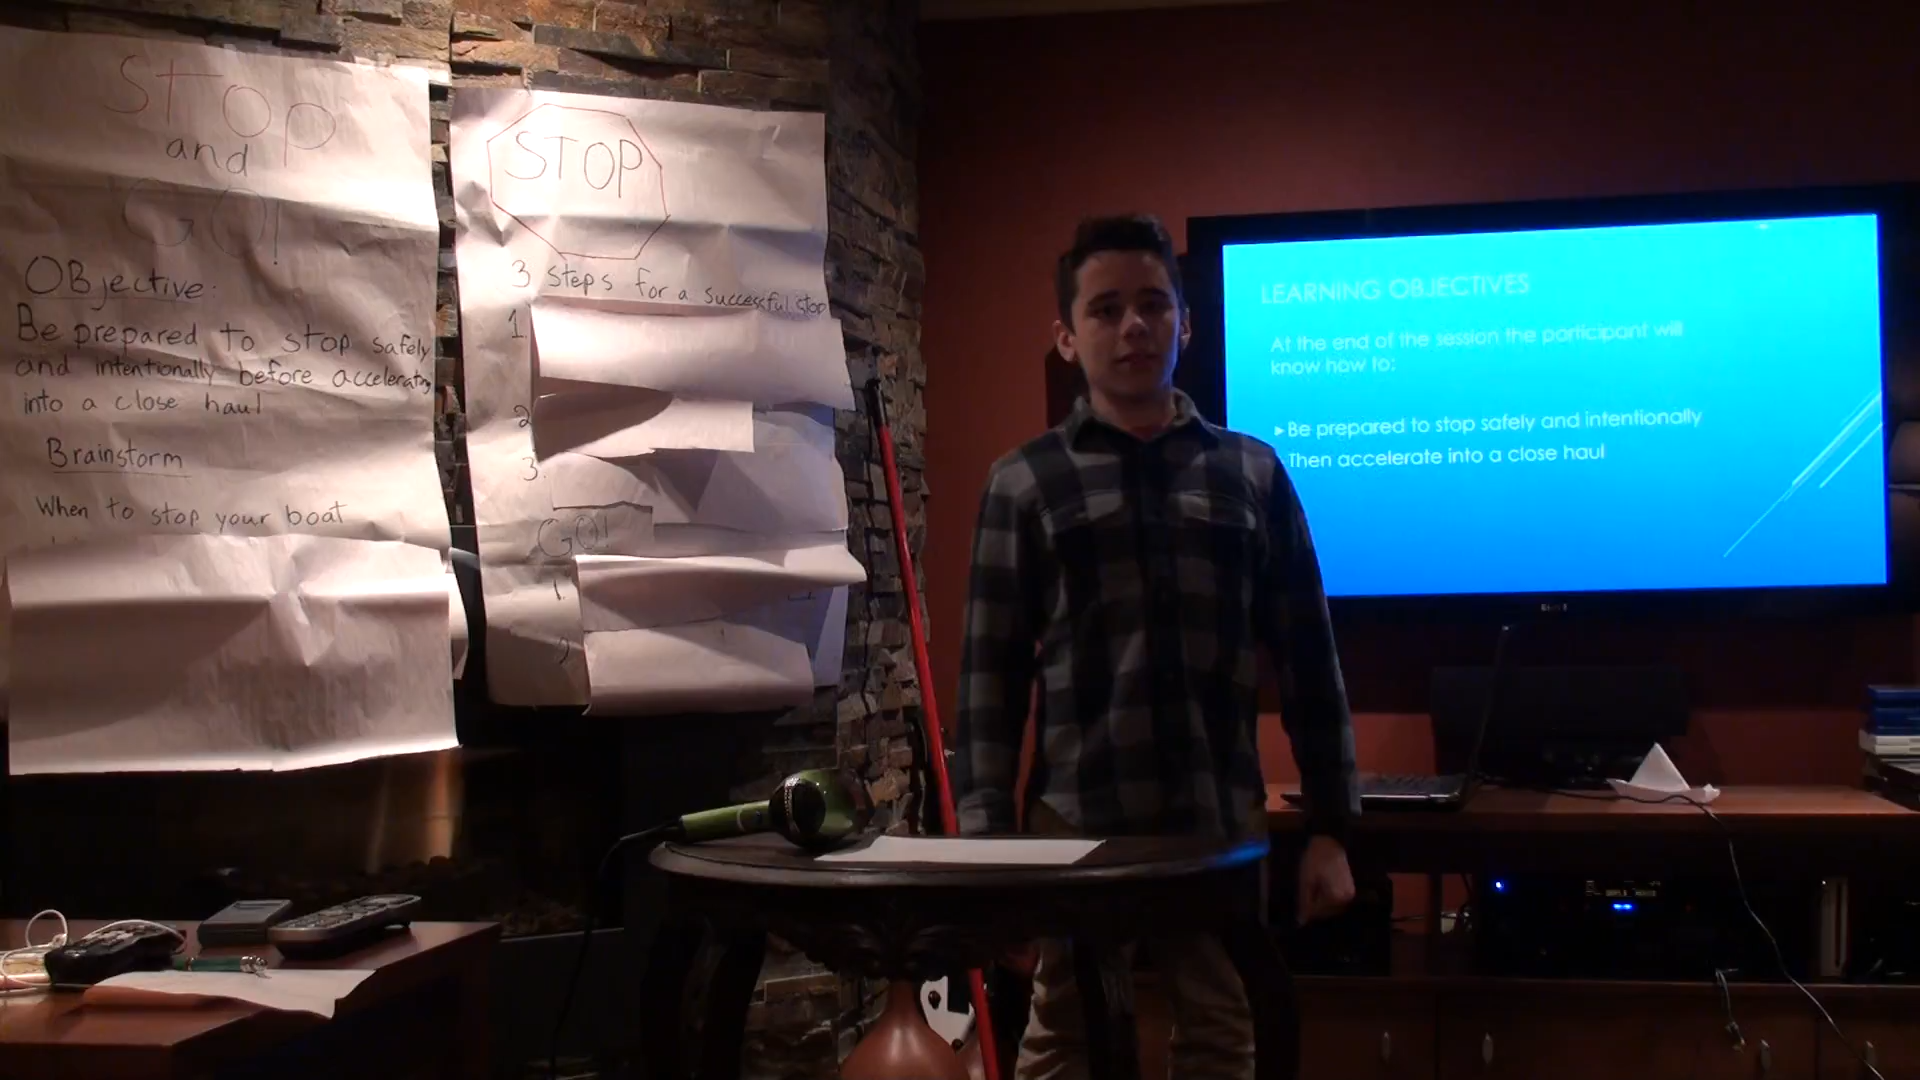 STOP
and
GO!
OBjective:
Be prepared to stop safely
and intentionally before accelerating
into a close haul
Brainstorm
When to stop your boat
STOP
3 steps for a successful stop
1.
2
3.
GO!
1
2
LEARNING OBJECTIVES
At the end of the session the participant will
know how to:
▸Be prepared to stop safely and intentionally
Then accelerate into a close haul